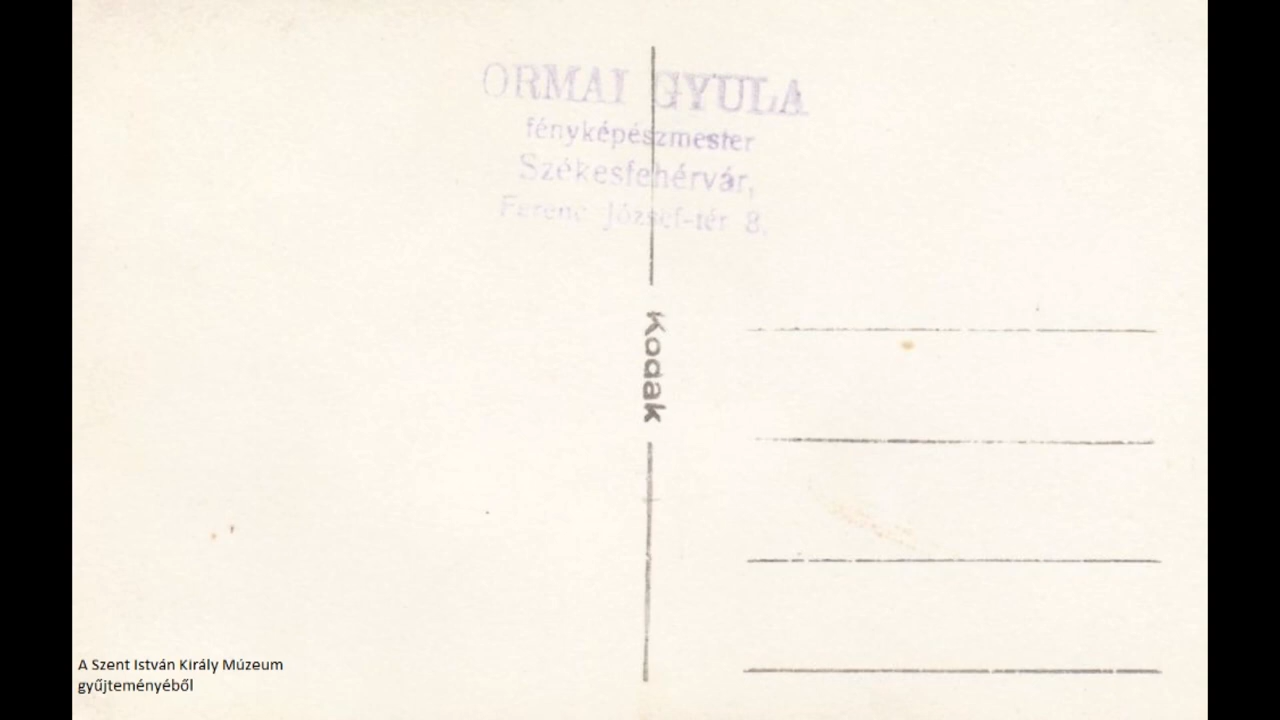 ORMAI GYULA
fényképészmester
Székesfehérvár,
Ferenc József-tér 8.
Kodak
A Szent István Király Múzeum
gyűjteményéből